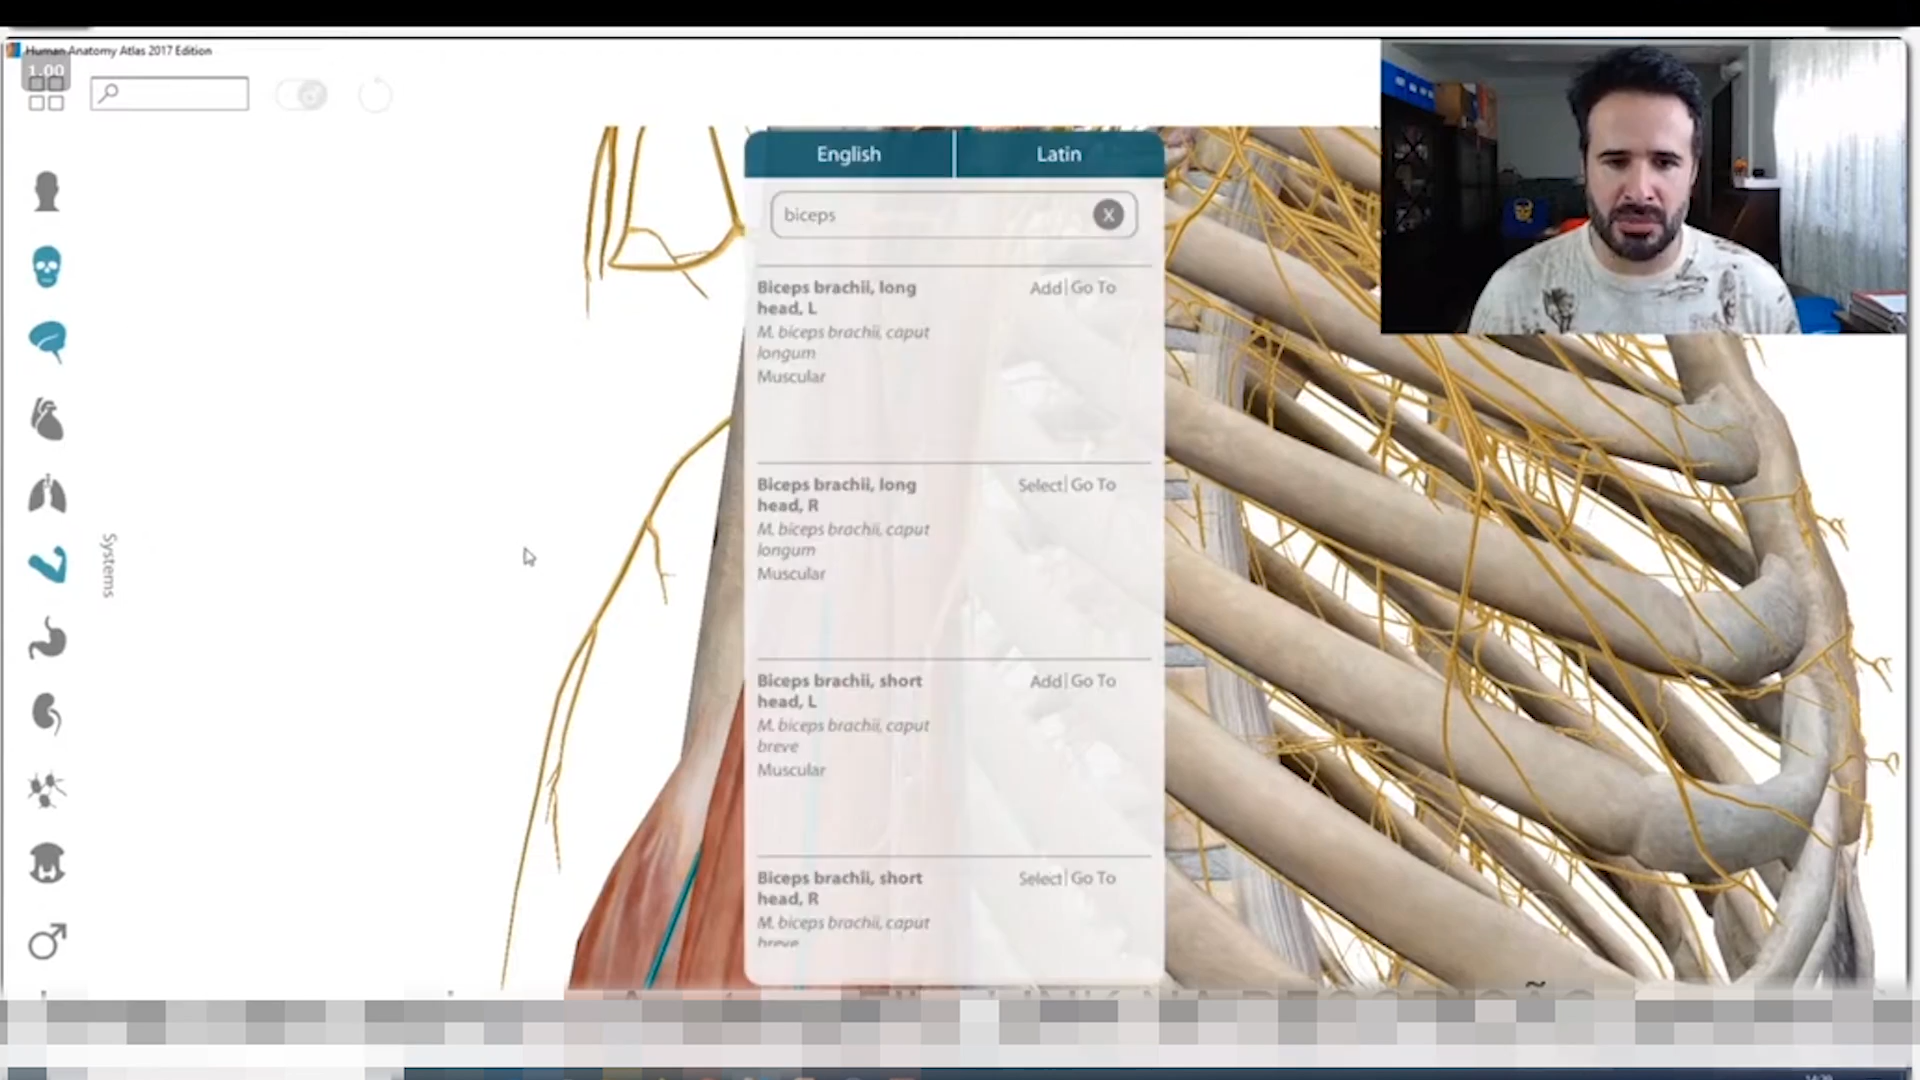 Human Anatomy Atlas 2017 Edition
1.00
English
Latin
biceps
X
Biceps brachii, long
head, L
Add| Go To
M. biceps brachii, caput
longum
Muscular
Biceps brachii, long
head, R
Select| Go To
M. biceps brachii, caput
longum
Muscular
Biceps brachii, short
head, L
Add| Go To
M. biceps brachii, caput
breve
Muscular
Biceps brachii, short
head, R
Select| Go To
M. biceps brachii, caput
breve
Systems